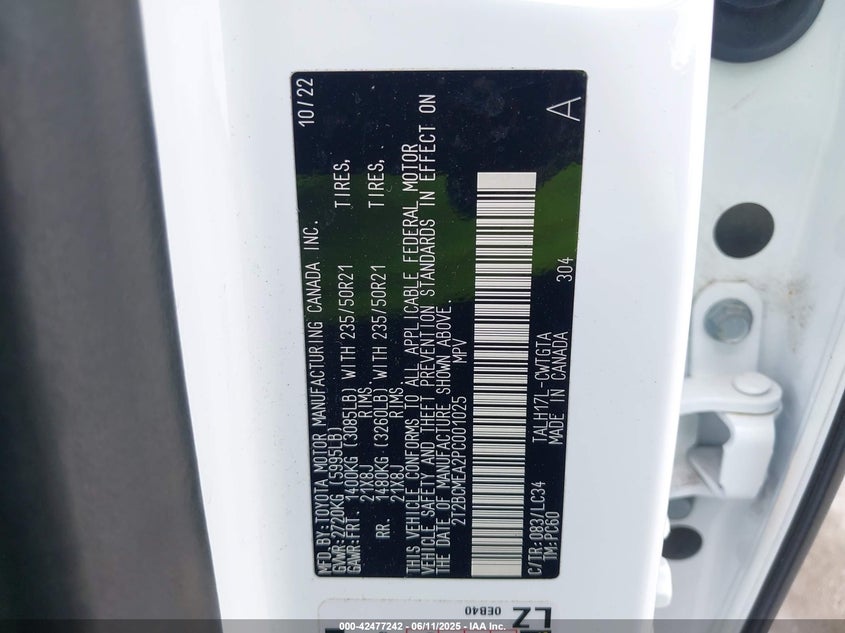 MFD.BY:TOYOTA MOTOR MANUFACTURING CANADA INC. 10/22
GVWR:2720KG (5995LB)
GAWR:FRT. 1400KG (3085LB) WITH 235/50R21 TIRES,
21X8J RIMS.
RR. 1480KG (3260LB) WITH 235/50R21 TIRES,
21X8J RIMS.
THIS VEHICLE CONFORMS TO ALL APPLICABLE FEDERAL MOTOR
VEHICLE SAFETY AND THEFT PREVENTION STANDARDS IN EFFECT ON
THE DATE OF MANUFACTURE SHOWN ABOVE.
2T2BCMEA2PC001025 MPV
C/TR:083/LC34 TALH17L-CWTGTA A
TM:PC60 MADE IN CANADA 304
LZ
0EB40
000-42477242 - 06/11/2025 - IAA Inc.